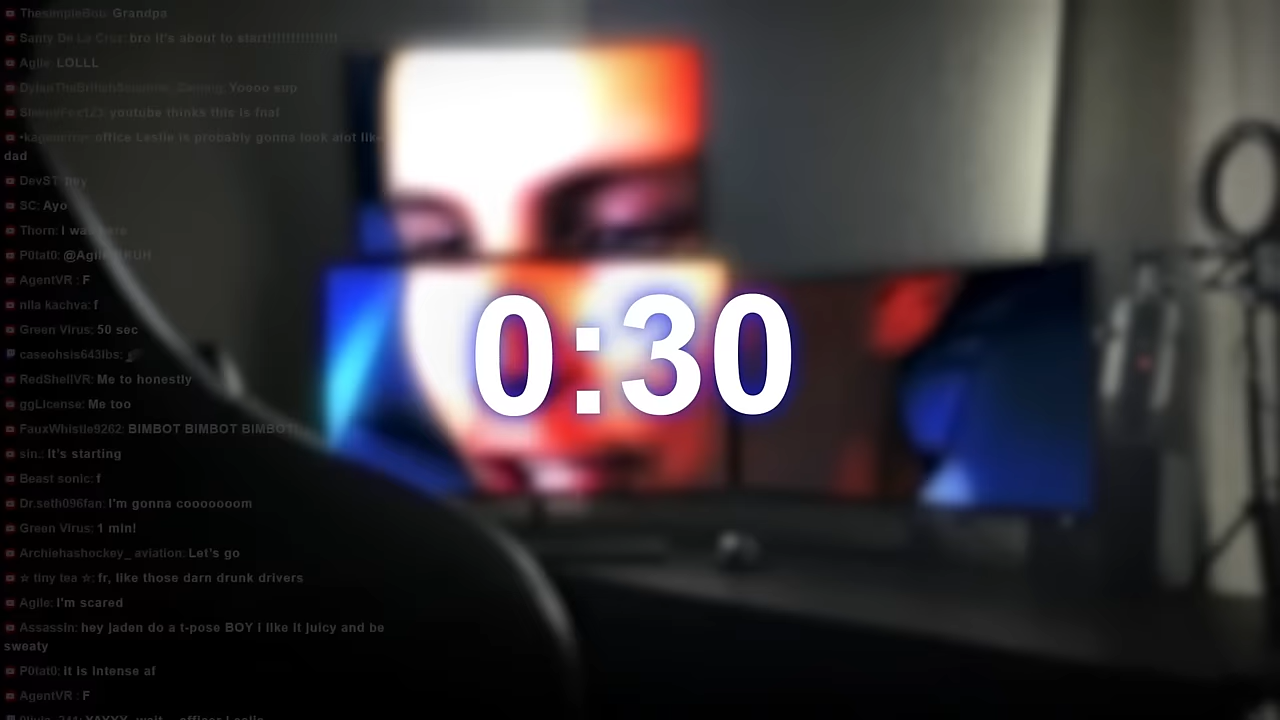 ThesimpleBob: Grandpa
Santy De La Cruz: bro it's about to start!!!!!!!!!!!!!!!
Agile: LOLLL
Yoooo sup
youtube thinks this is fnaf
office Leslie is probably gonna look alot like
dad
DevST: hey
SC: Ayo
Thorn: I was here
P0tat0: @Agile BRUH
AgentVR : F
nila kachva: f
Green Virus: 50 sec
caseohsis643lbs:
RedShellVR: Me to honestly
ggLicense: Me too
FauxWhistle9262: BIMBOT BIMBOT BIMBOT!
sin.: It's starting
Beast sonic: f
Dr.seth096fan: I'm gonna cooooooom
Green Virus: 1 min!
Archiehashockey_ aviation: Let's go
☆ tiny tea ☆: fr, like those darn drunk drivers
Agile: I'm scared
Assassin: hey jaden do a t-pose BOY I like it juicy and be
sweaty
P0tat0: it is intense af
AgentVR : F
0:30